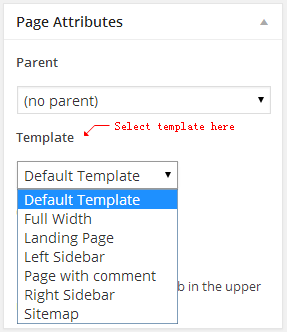 Page Attributes
Parent
(no parent)
Template
Select template here
Default Template
Default Template
Full Width
Landing Page
Left Sidebar
Page with comment
Right Sidebar
b in the upper
Sitemap